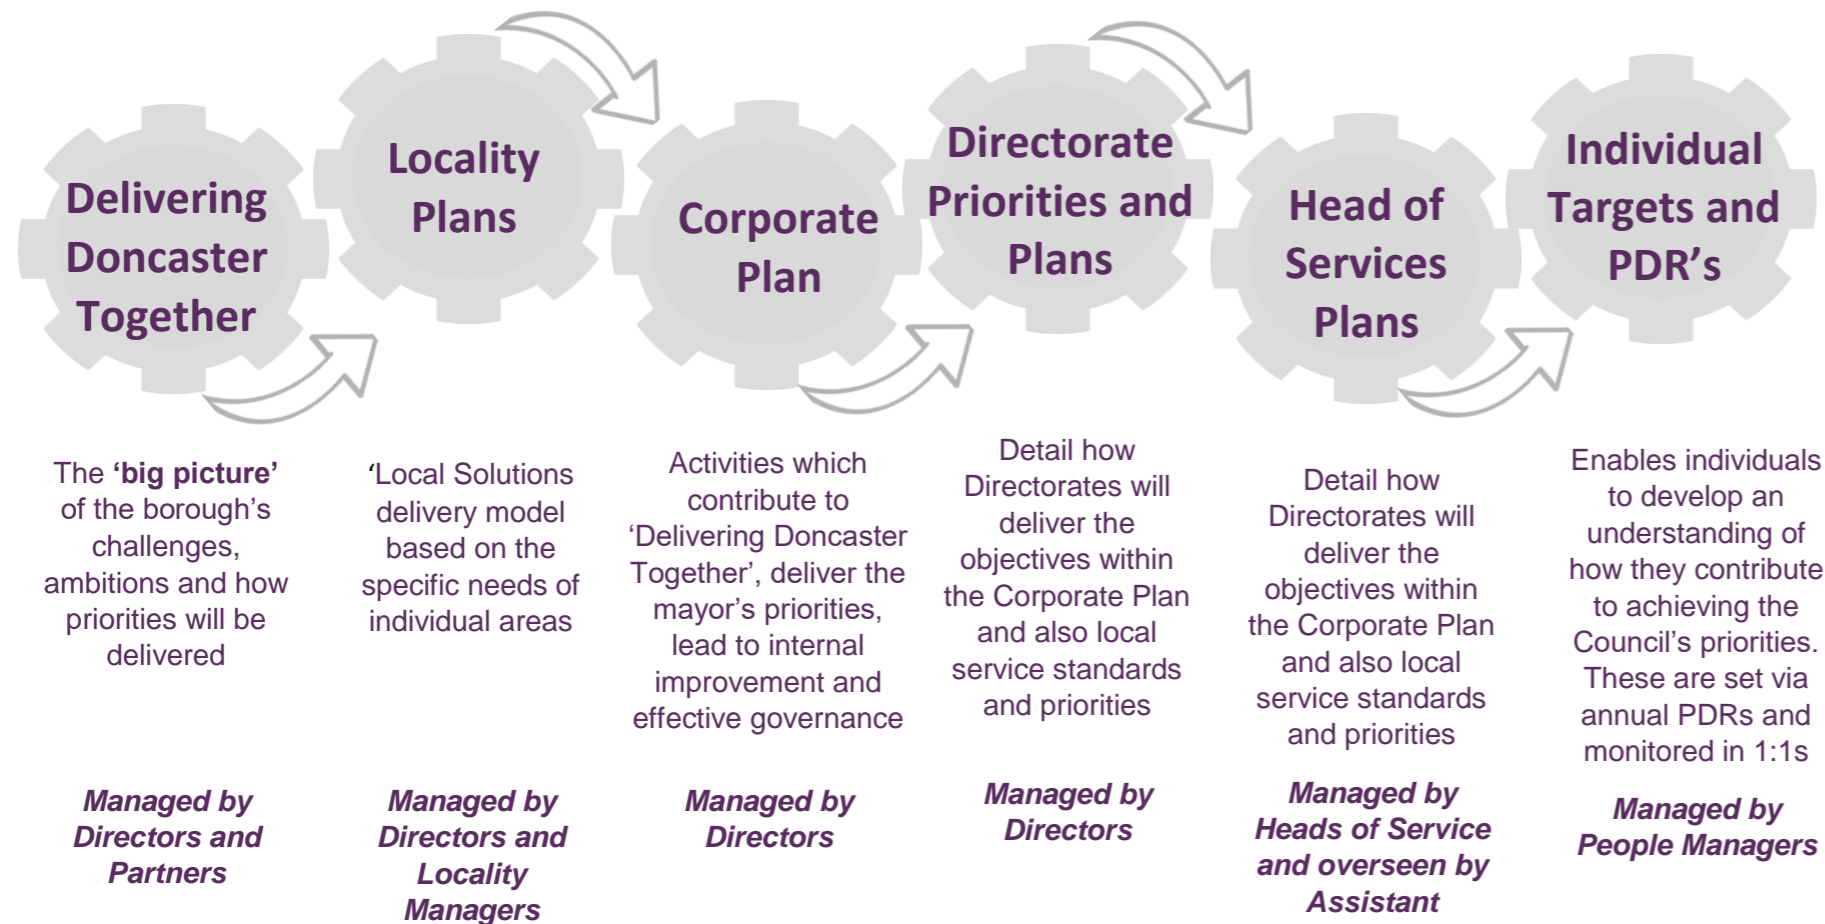 Delivering
Doncaster
Together
Locality
Plans
Corporate
Plan
Directorate
Priorities and
Plans
Head of
Services
Plans
Individual
Targets and
PDR’s
The ‘big picture’
of the borough’s
challenges,
ambitions and how
priorities will be
delivered
Managed by
Directors and
Partners
‘Local Solutions
delivery model
based on the
specific needs of
individual areas
Managed by
Directors and
Locality
Managers
Activities which
contribute to
‘Delivering Doncaster
Together’, deliver the
mayor’s priorities,
lead to internal
improvement and
effective governance
Managed by
Directors
Detail how
Directorates will
deliver the
objectives within
the Corporate Plan
and also local
service standards
and priorities
Managed by
Directors
Detail how
Directorates will
deliver the
objectives within
the Corporate Plan
and also local
service standards
and priorities
Managed by
Heads of Service
and overseen by
Assistant
Enables individuals
to develop an
understanding of
how they contribute
to achieving the
Council’s priorities.
These are set via
annual PDRs and
monitored in 1:1s
Managed by
People Managers